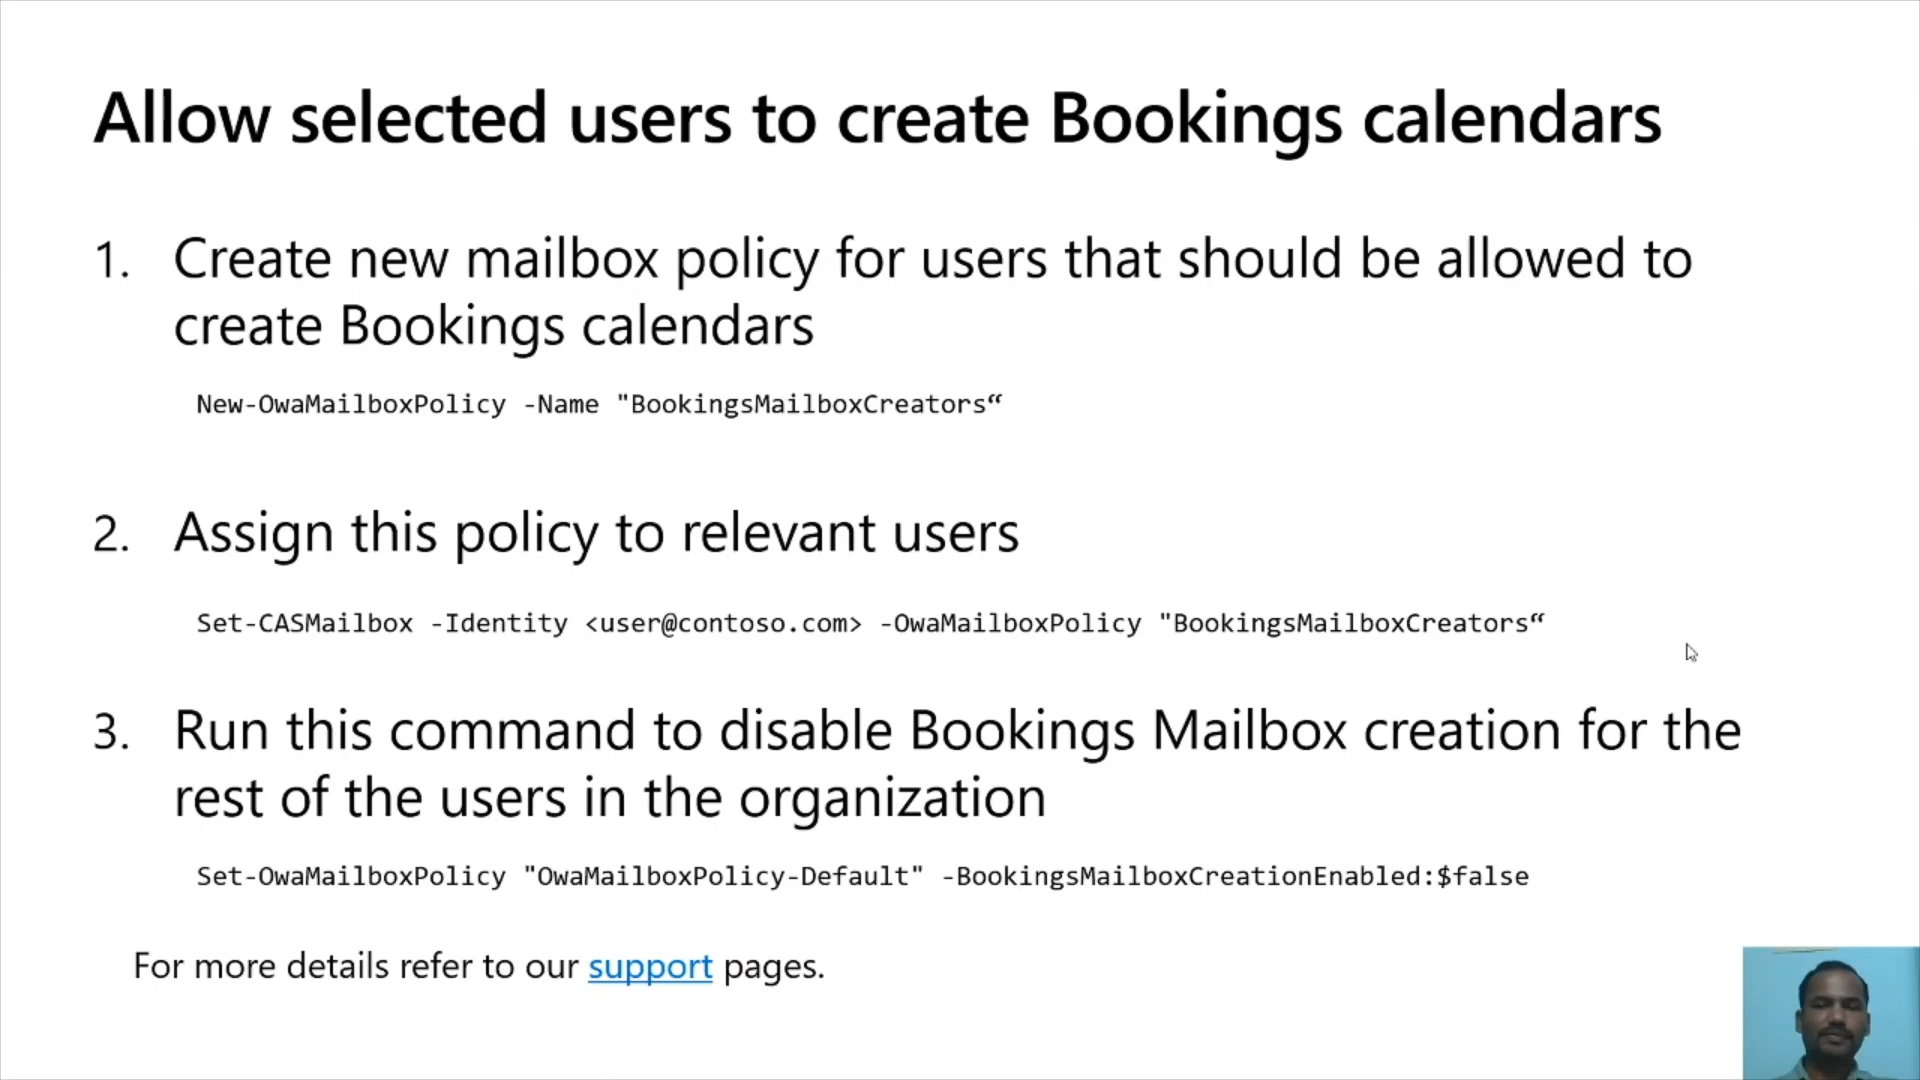 Allow selected users to create Bookings calendars
1. Create new mailbox policy for users that should be allowed to
create Bookings calendars
New-OwaMailboxPolicy -Name "BookingsMailboxCreators“
2. Assign this policy to relevant users
Set-CASMailbox -Identity <user@contoso.com> -OwaMailboxPolicy "BookingsMailboxCreators“
3. Run this command to disable Bookings Mailbox creation for the
rest of the users in the organization
Set-OwaMailboxPolicy "OwaMailboxPolicy-Default" -BookingsMailboxCreationEnabled:$false
For more details refer to our support pages.